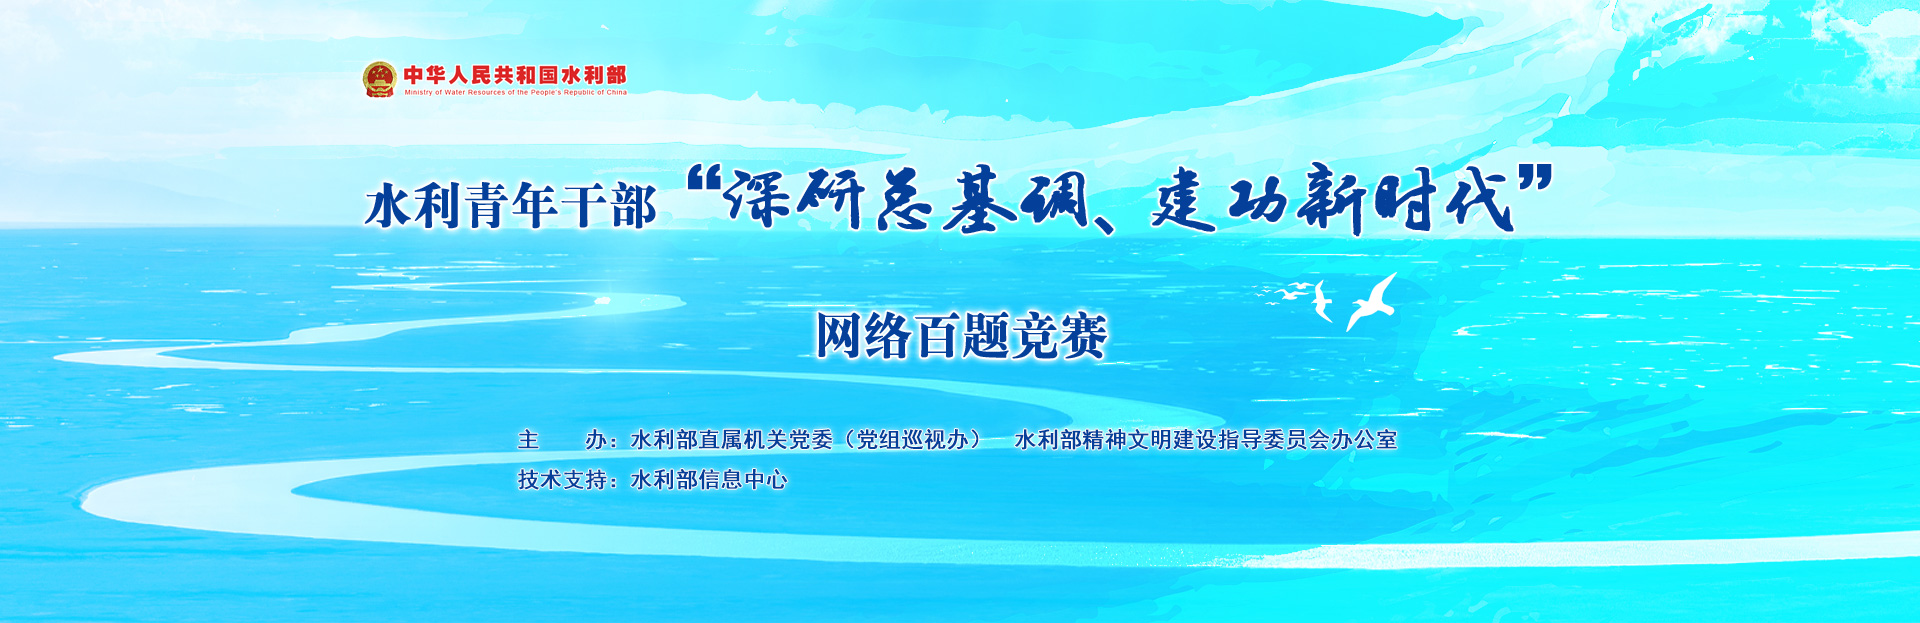 中华人民共和国水利部
Ministry of Water Resources of the People's Republic of China
水利青年干部“深研总基调、建功新时代”
网络百题竞赛
主　　办：水利部直属机关党委（党组巡视办）　水利部精神文明建设指导委员会办公室
技术支持：水利部信息中心